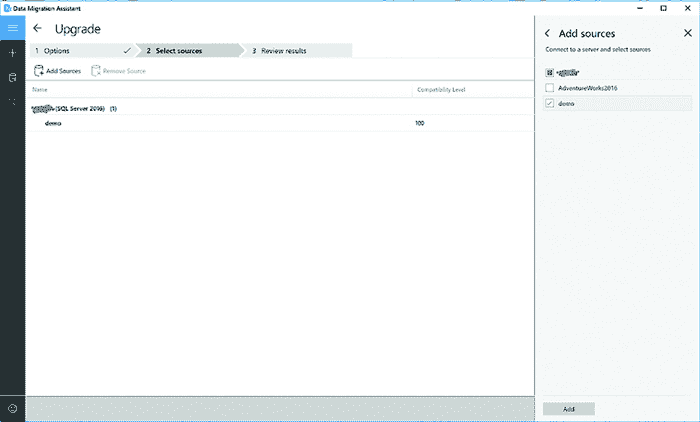 Data Migration Assistant
Upgrade
1 Options
2 Select sources
3 Review results
Add Sources
Remove Source
Name
Compatibility Level
(SQL Server 2016) (1)
demo
100
Add sources
Connect to a server and select sources
AdventureWorks2016
demo
Add